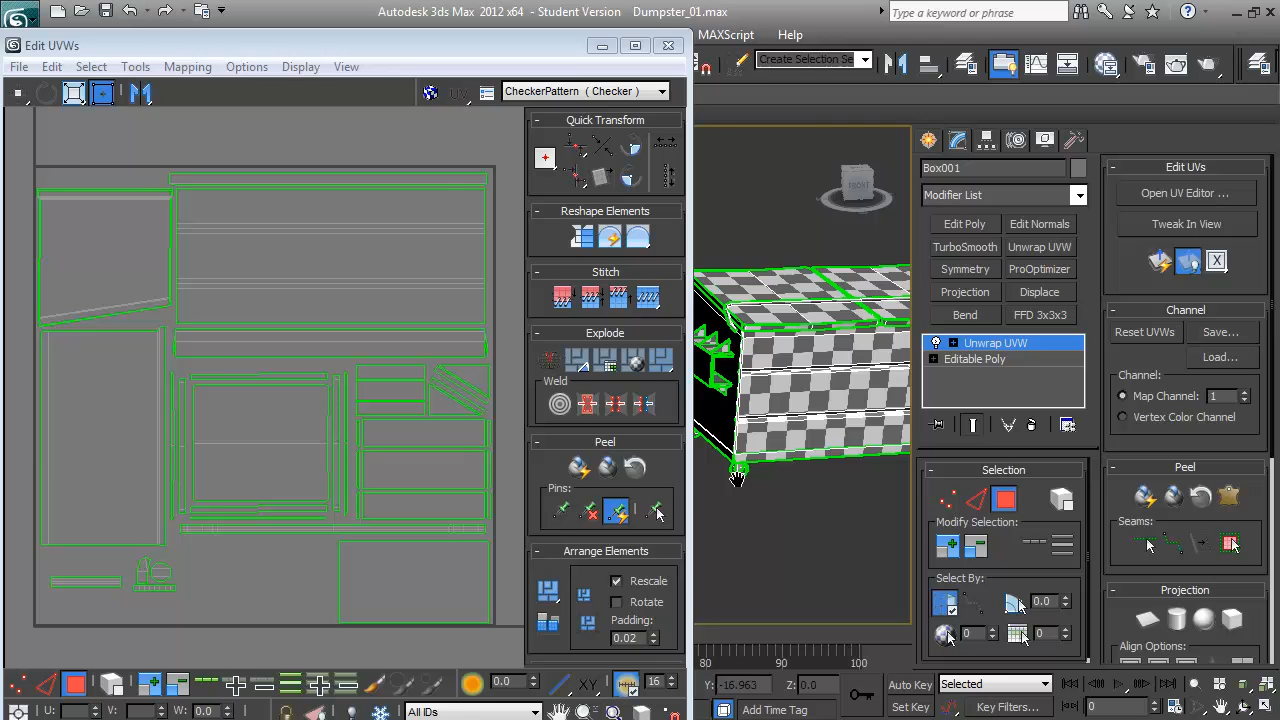 Autodesk 3ds Max 2012 x64 - Student Version Dumpster_01.max
Type a keyword or phrase
Edit UVWs
MAXScript Help
File Edit Select Tools Mapping Options Display View
Create Selection Se
CheckerPattern ( Checker )
Quick Transform
Reshape Elements
Stitch
Explode
Weld
Peel
Pins:
Arrange Elements
Rescale
Rotate
Padding:
0.02
FRONT
Box001
Modifier List
Edit Poly Edit Normals
TurboSmooth Unwrap UVW
Symmetry ProOptimizer
Projection Displace
Bend FFD 3x3x3
Unwrap UVW
Editable Poly
Selection
Modify Selection:
Select By:
0.0
0 0
Edit UVs
Open UV Editor ...
Tweak In View
X
Channel
Reset UVWs Save...
Load...
Channel:
Map Channel: 1
Vertex Color Channel
Peel
Seams:
Projection
Align Options:
80 90 100
Y: -16.963 Z: 0.0
Auto Key Selected
Add Time Tag
Set Key Key Filters... 0
0.0 XY 16
U: V: W: 0.0 All IDs